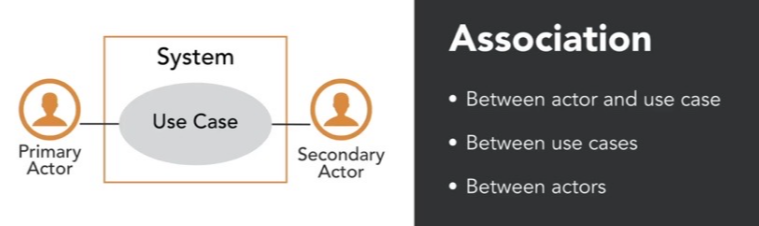 System
Use Case
Primary
Actor
Secondary
Actor
Association
• Between actor and use case
• Between use cases
• Between actors